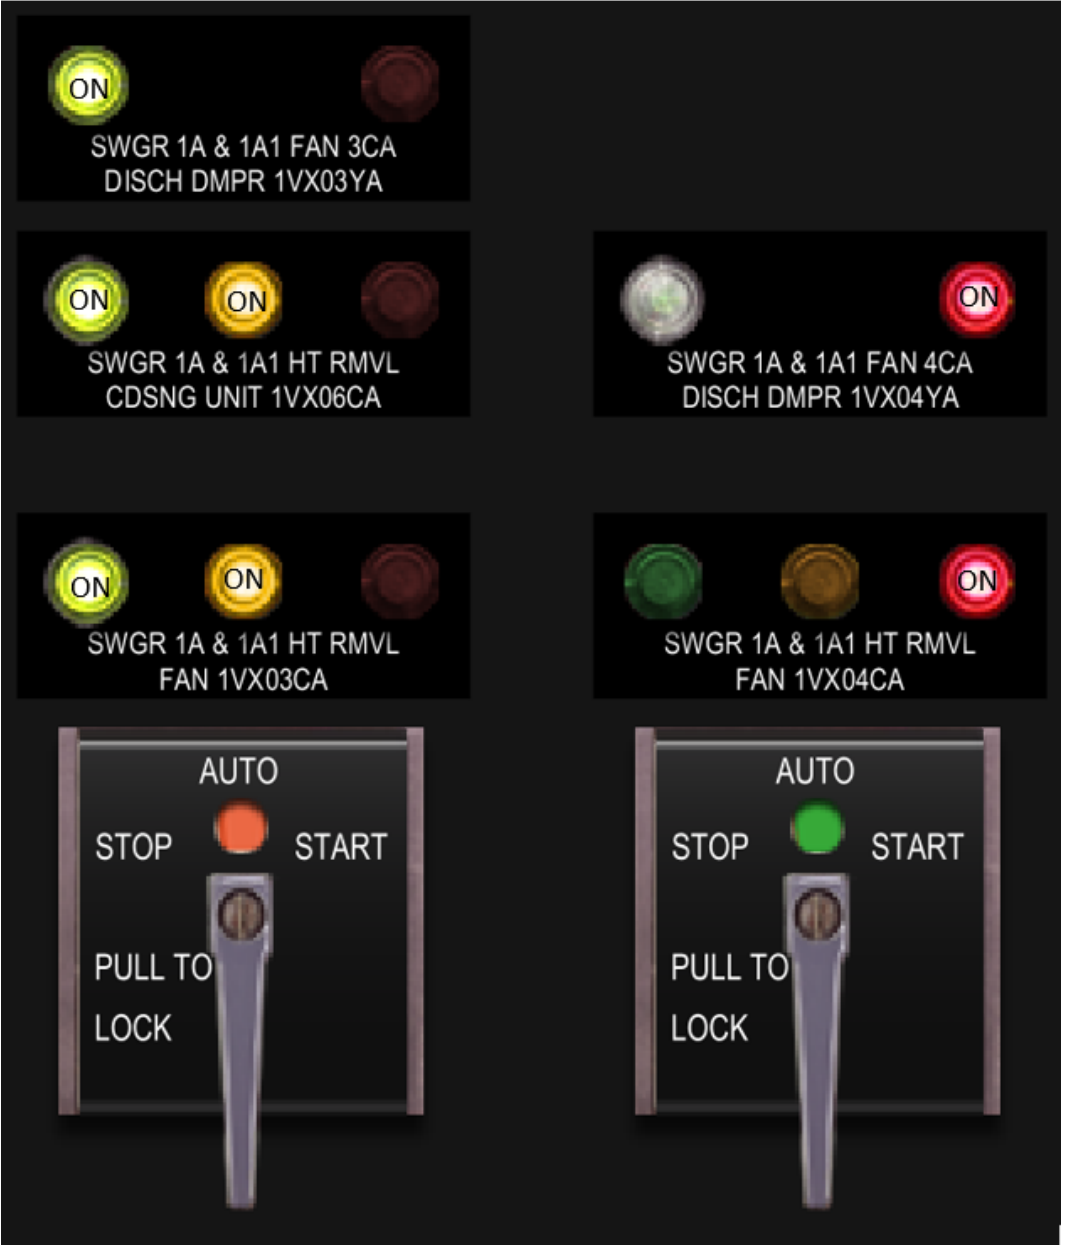 ON
SWGR 1A & 1A1 FAN 3CA
DISCH DMPR 1VX03YA
ON ON
SWGR 1A & 1A1 HT RMVL
CDSNG UNIT 1VX06CA
ON
SWGR 1A & 1A1 FAN 4CA
DISCH DMPR 1VX04YA
ON ON
SWGR 1A & 1A1 HT RMVL
FAN 1VX03CA
ON
SWGR 1A & 1A1 HT RMVL
FAN 1VX04CA
AUTO
STOP START
PULL TO
LOCK
AUTO
STOP START
PULL TO
LOCK